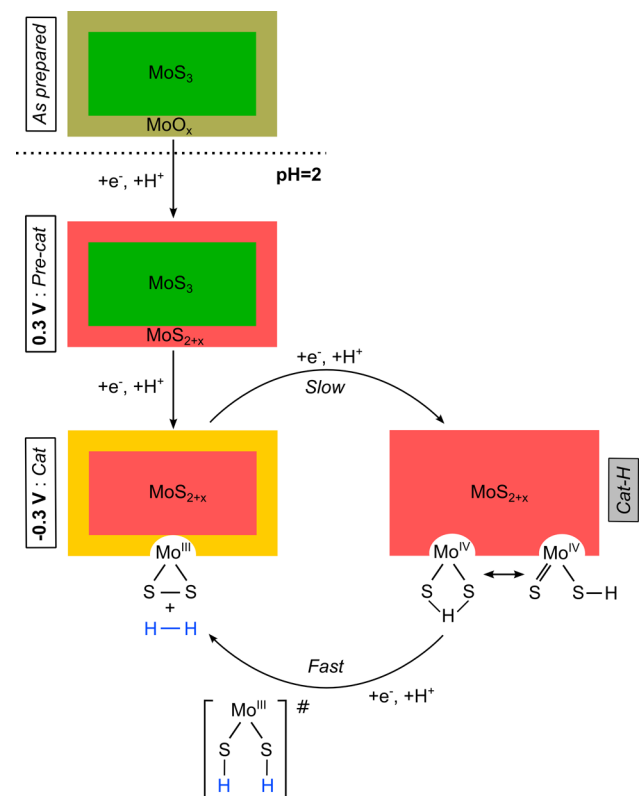 As prepared
MoS₃
MoOₓ
pH=2
+e⁻, +H⁺
0.3 V : Pre-cat
MoS₃
MoS₂₊ₓ
+e⁻, +H⁺
+e⁻, +H⁺
Slow
-0.3 V : Cat
MoS₂₊ₓ
MoS₂₊ₓ
Cat-H
Moᴵᴵᴵ
S S
+
H H
Moᴵⱽ
S S
H
Moᴵⱽ
S S H
Fast
+e⁻, +H⁺
Moᴵᴵᴵ
#
S S
H H